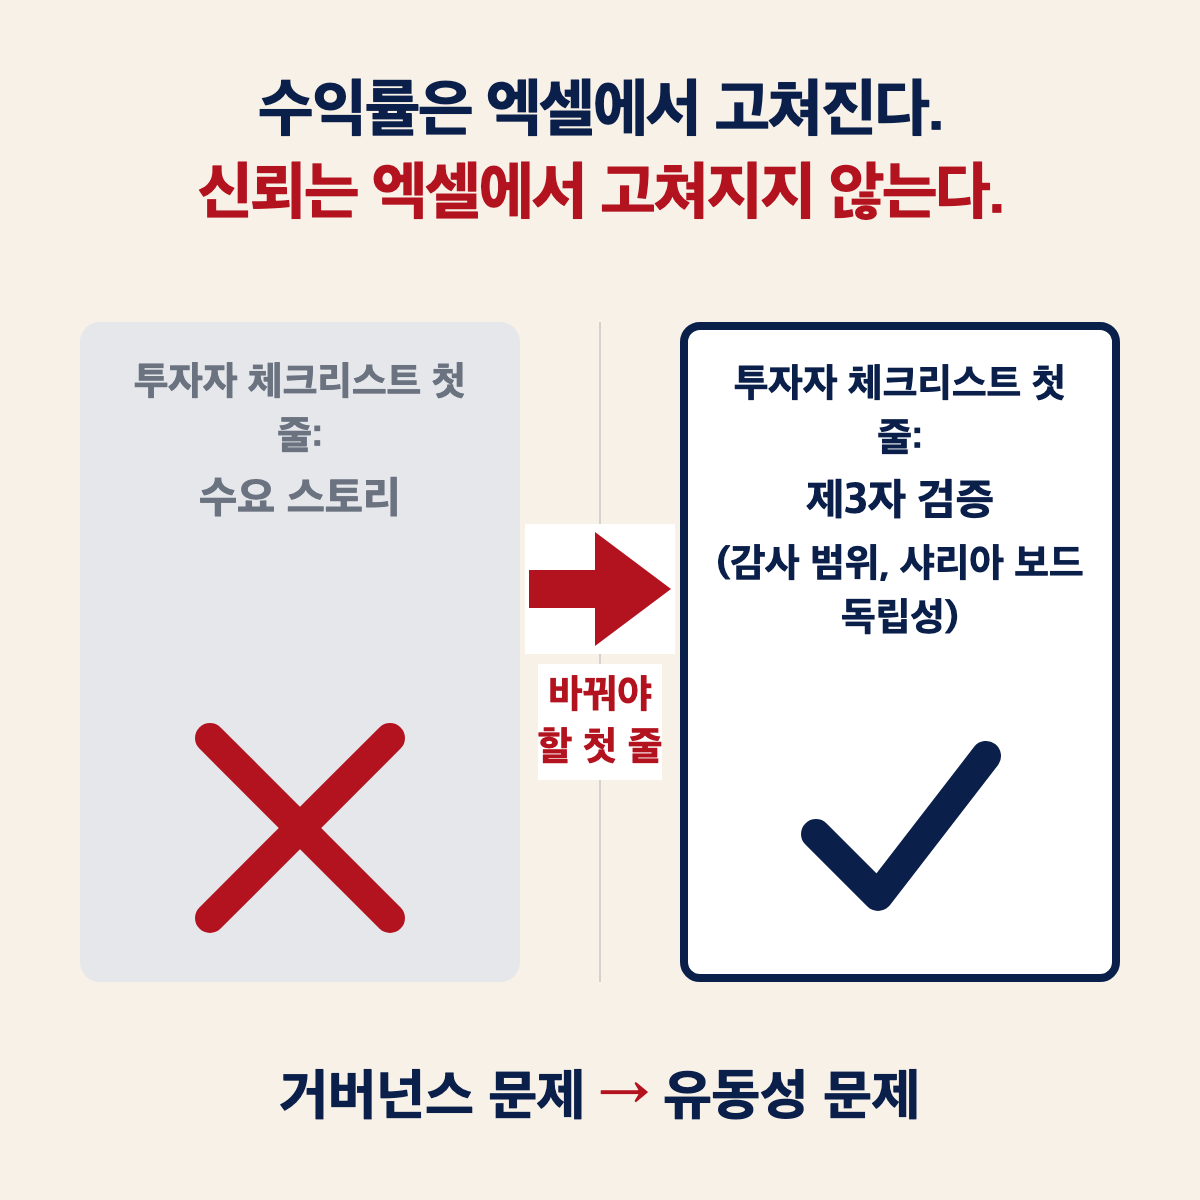 수익률은 엑셀에서 고쳐진다.
신뢰는 엑셀에서 고쳐지지 않는다.
투자자 체크리스트 첫
줄:
수요 스토리
바꿔야
할 첫 줄
투자자 체크리스트 첫
줄:
제3자 검증
(감사 범위, 샤리아 보드
독립성)
거버넌스 문제 → 유동성 문제